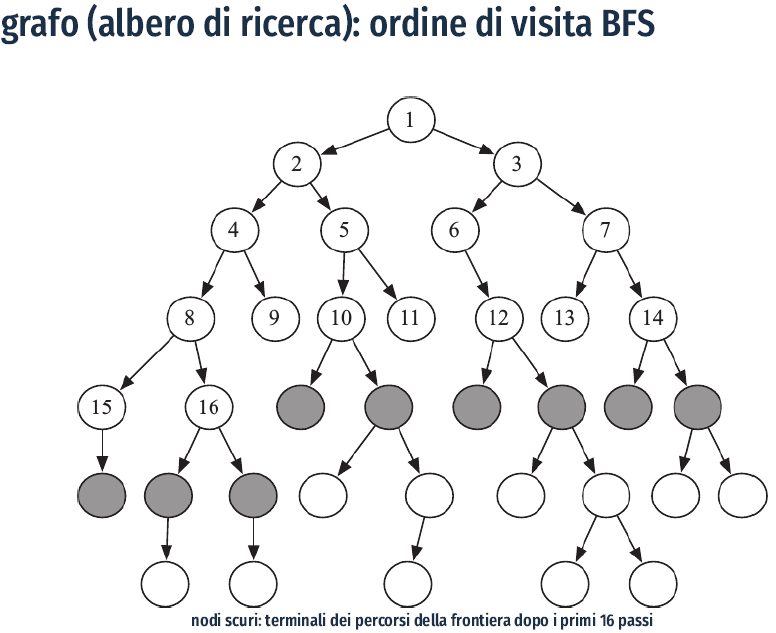 grafo (albero di ricerca): ordine di visita BFS
1
2 3
4 5 6 7
8 9 10 11 12 13 14
15 16
nodi scuri: terminali dei percorsi della frontiera dopo i primi 16 passi